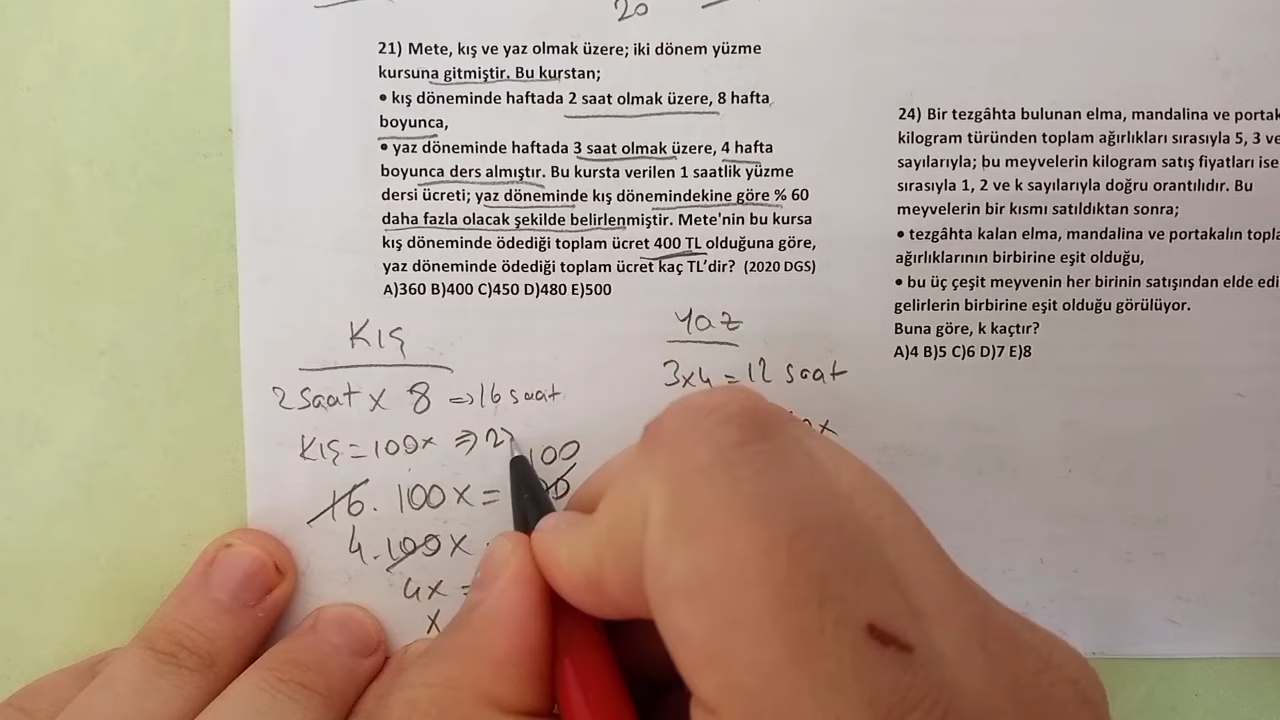 20
21) Mete, kış ve yaz olmak üzere; iki dönem yüzme
kursuna gitmiştir. Bu kurstan;
• kış döneminde haftada 2 saat olmak üzere, 8 hafta
boyunca,
• yaz döneminde haftada 3 saat olmak üzere, 4 hafta
boyunca ders almıştır. Bu kursta verilen 1 saatlik yüzme
dersi ücreti; yaz döneminde kış dönemindekine göre % 60
daha fazla olacak şekilde belirlenmiştir. Mete'nin bu kursa
kış döneminde ödediği toplam ücret 400 TL olduğuna göre,
yaz döneminde ödediği toplam ücret kaç TL'dir? (2020 DGS)
A)360 B)400 C)450 D)480 E)500
KIŞ
2 saat x 8 => 16 saat
KIŞ = 100x => 2
100
16. 100x =
4. 100x
4x =
x
Yaz
3x4 = 12 saat
x
24) Bir tezgâhta bulunan elma, mandalina ve
kilogram türünden toplam ağırlıkları sırasıyla 5, 3
sayılarıyla; bu meyvelerin kilogram satış fiyatları ise
sırasıyla 1, 2 ve k sayılarıyla doğru orantılıdır. Bu
meyvelerin bir kısmı satıldıktan sonra;
• tezgâhta kalan elma, mandalina ve portakalın
ağırlıklarının birbirine eşit olduğu,
• bu üç çeşit meyvenin her birinin satışından elde
gelirlerin birbirine eşit olduğu görülüyor.
Buna göre, k kaçtır?
A)4 B)5 C)6 D)7 E)8